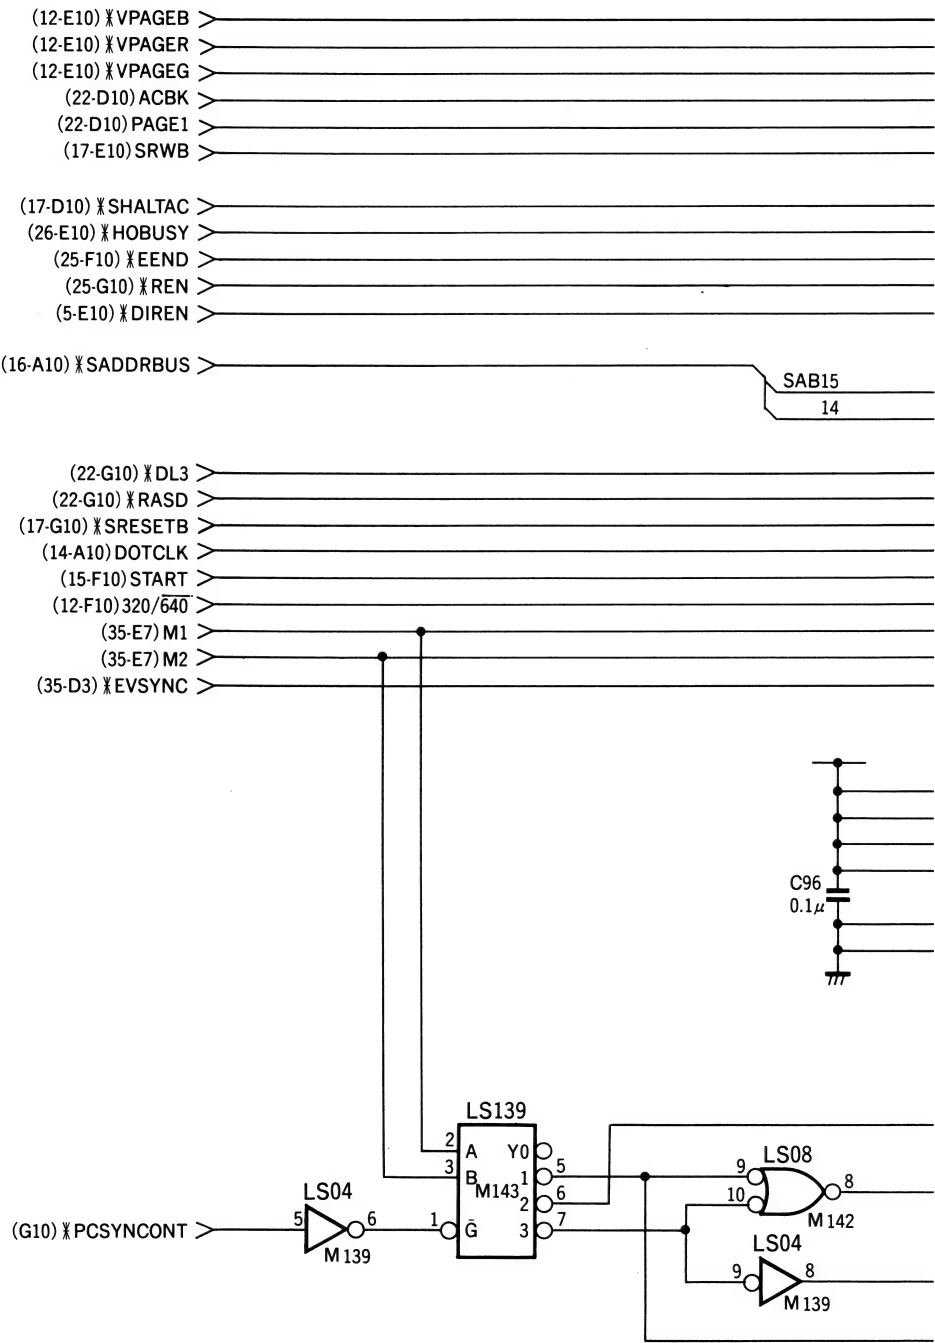 (12-E10) ※VPAGEB
(12-E10) ※VPAGER
(12-E10) ※VPAGEG
(22-D10) ACBK
(22-D10) PAGE1
(17-E10) SRWB
(17-D10) ※SHALTAC
(26-E10) ※HOBUSY
(25-F10) ※EEND
(25-G10) ※REN
(5-E10) ※DIREN
(16-A10) ※SADDRBUS
SAB15
14
(22-G10) ※DL3
(22-G10) ※RASD
(17-G10) ※SRESETB
(14-A10) DOTCLK
(15-F10) START
(12-F10) 320/6̅4̅0̅
(35-E7) M1
(35-E7) M2
(35-D3) ※EVSYNC
C96
0.1μ
LS139
2 A Y0
3 B 1 5
M143
2 6
1 G̅ 3 7
LS04
(G10) ※PCSYNCONT 5 6
M139
LS08
9 8
10
M142
LS04
9 8
M139